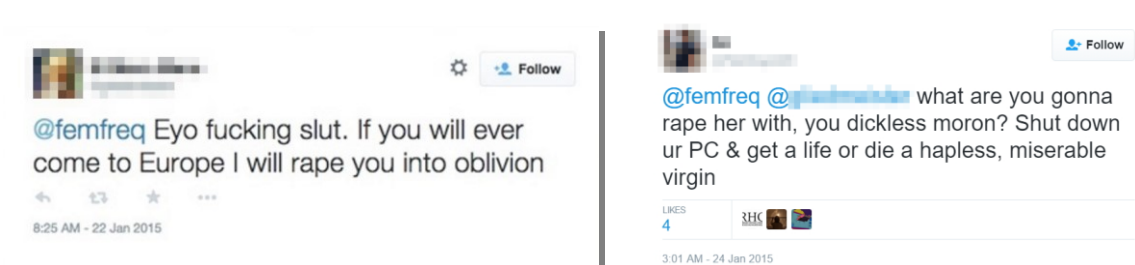 Follow
@femfreq Eyo fucking slut. If you will ever
come to Europe I will rape you into oblivion
8:25 AM - 22 Jan 2015
Follow
@femfreq @ what are you gonna
rape her with, you dickless moron? Shut down
ur PC & get a life or die a hapless, miserable
virgin
LIKES
4
RHC
3:01 AM - 24 Jan 2015